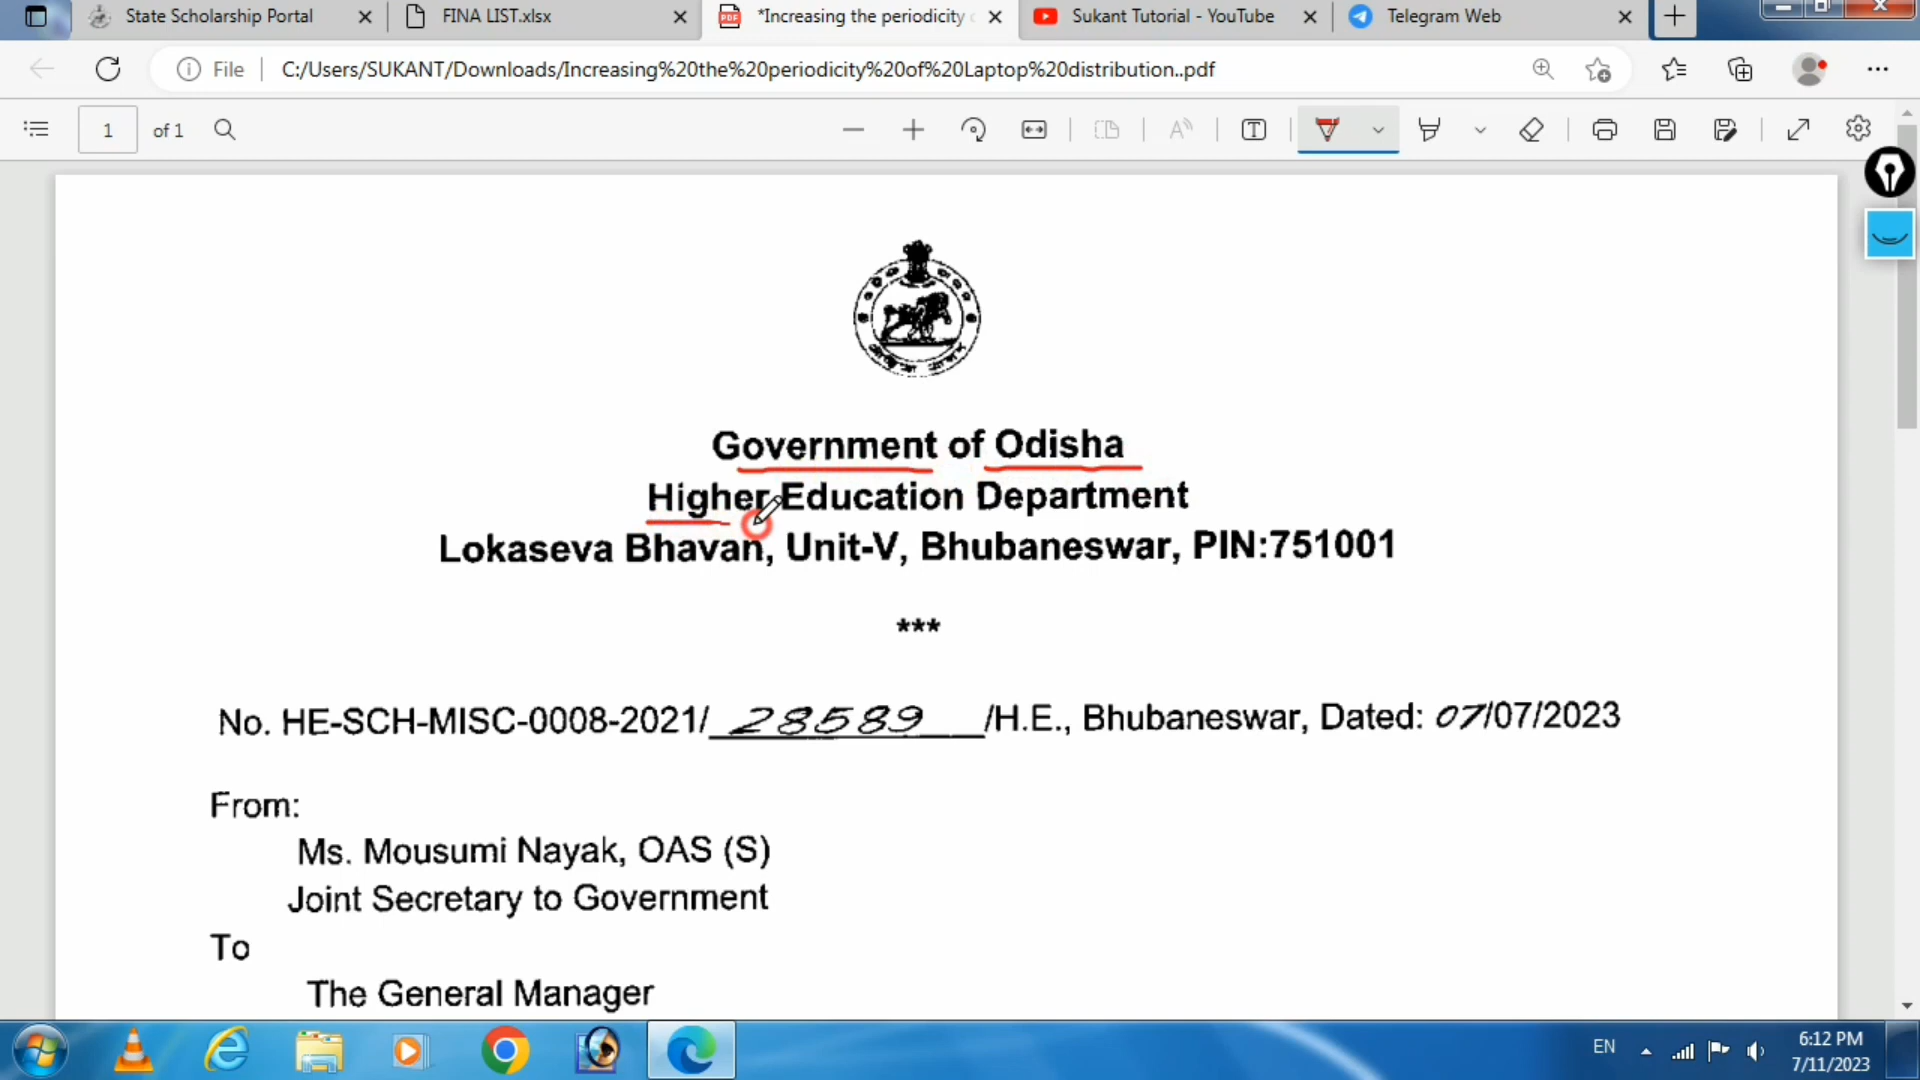 State Scholarship Portal
FINA LIST.xlsx
*Increasing the periodicity
Sukant Tutorial - YouTube
Telegram Web
File
C:/Users/SUKANT/Downloads/Increasing%20the%20periodicity%20of%20Laptop%20distribution..pdf
1 of 1
Government of Odisha
Higher Education Department
Lokaseva Bhavan, Unit-V, Bhubaneswar, PIN:751001
***
No. HE-SCH-MISC-0008-2021/ 28589 /H.E., Bhubaneswar, Dated: 07/07/2023
From:
Ms. Mousumi Nayak, OAS (S)
Joint Secretary to Government
To
The General Manager
EN
6:12 PM
7/11/2023